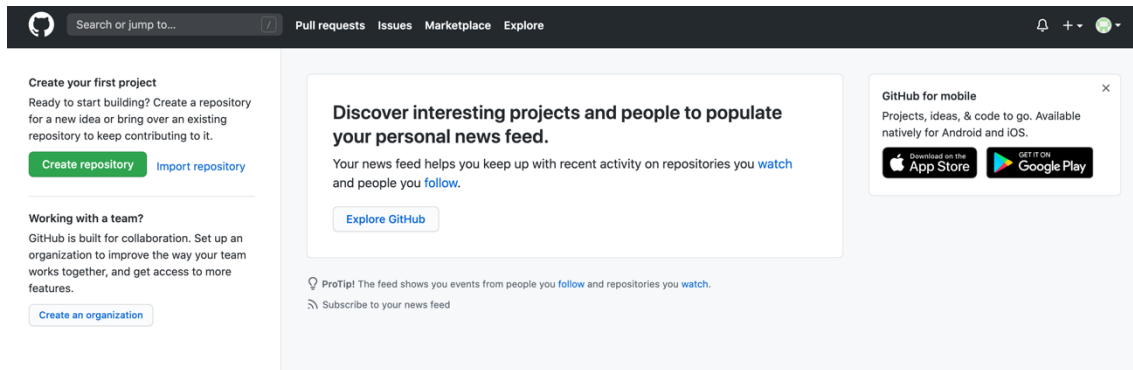 Search or jump to... /
Pull requests Issues Marketplace Explore
Create your first project
Ready to start building? Create a repository
for a new idea or bring over an existing
repository to keep contributing to it.
Create repository Import repository
Working with a team?
GitHub is built for collaboration. Set up an
organization to improve the way your team
works together, and get access to more
features.
Create an organization
Discover interesting projects and people to populate
your personal news feed.
Your news feed helps you keep up with recent activity on repositories you watch
and people you follow.
Explore GitHub
ProTip! The feed shows you events from people you follow and repositories you watch.
Subscribe to your news feed
GitHub for mobile
Projects, ideas, & code to go. Available
natively for Android and iOS.
Download on the
App Store
GET IT ON
Google Play